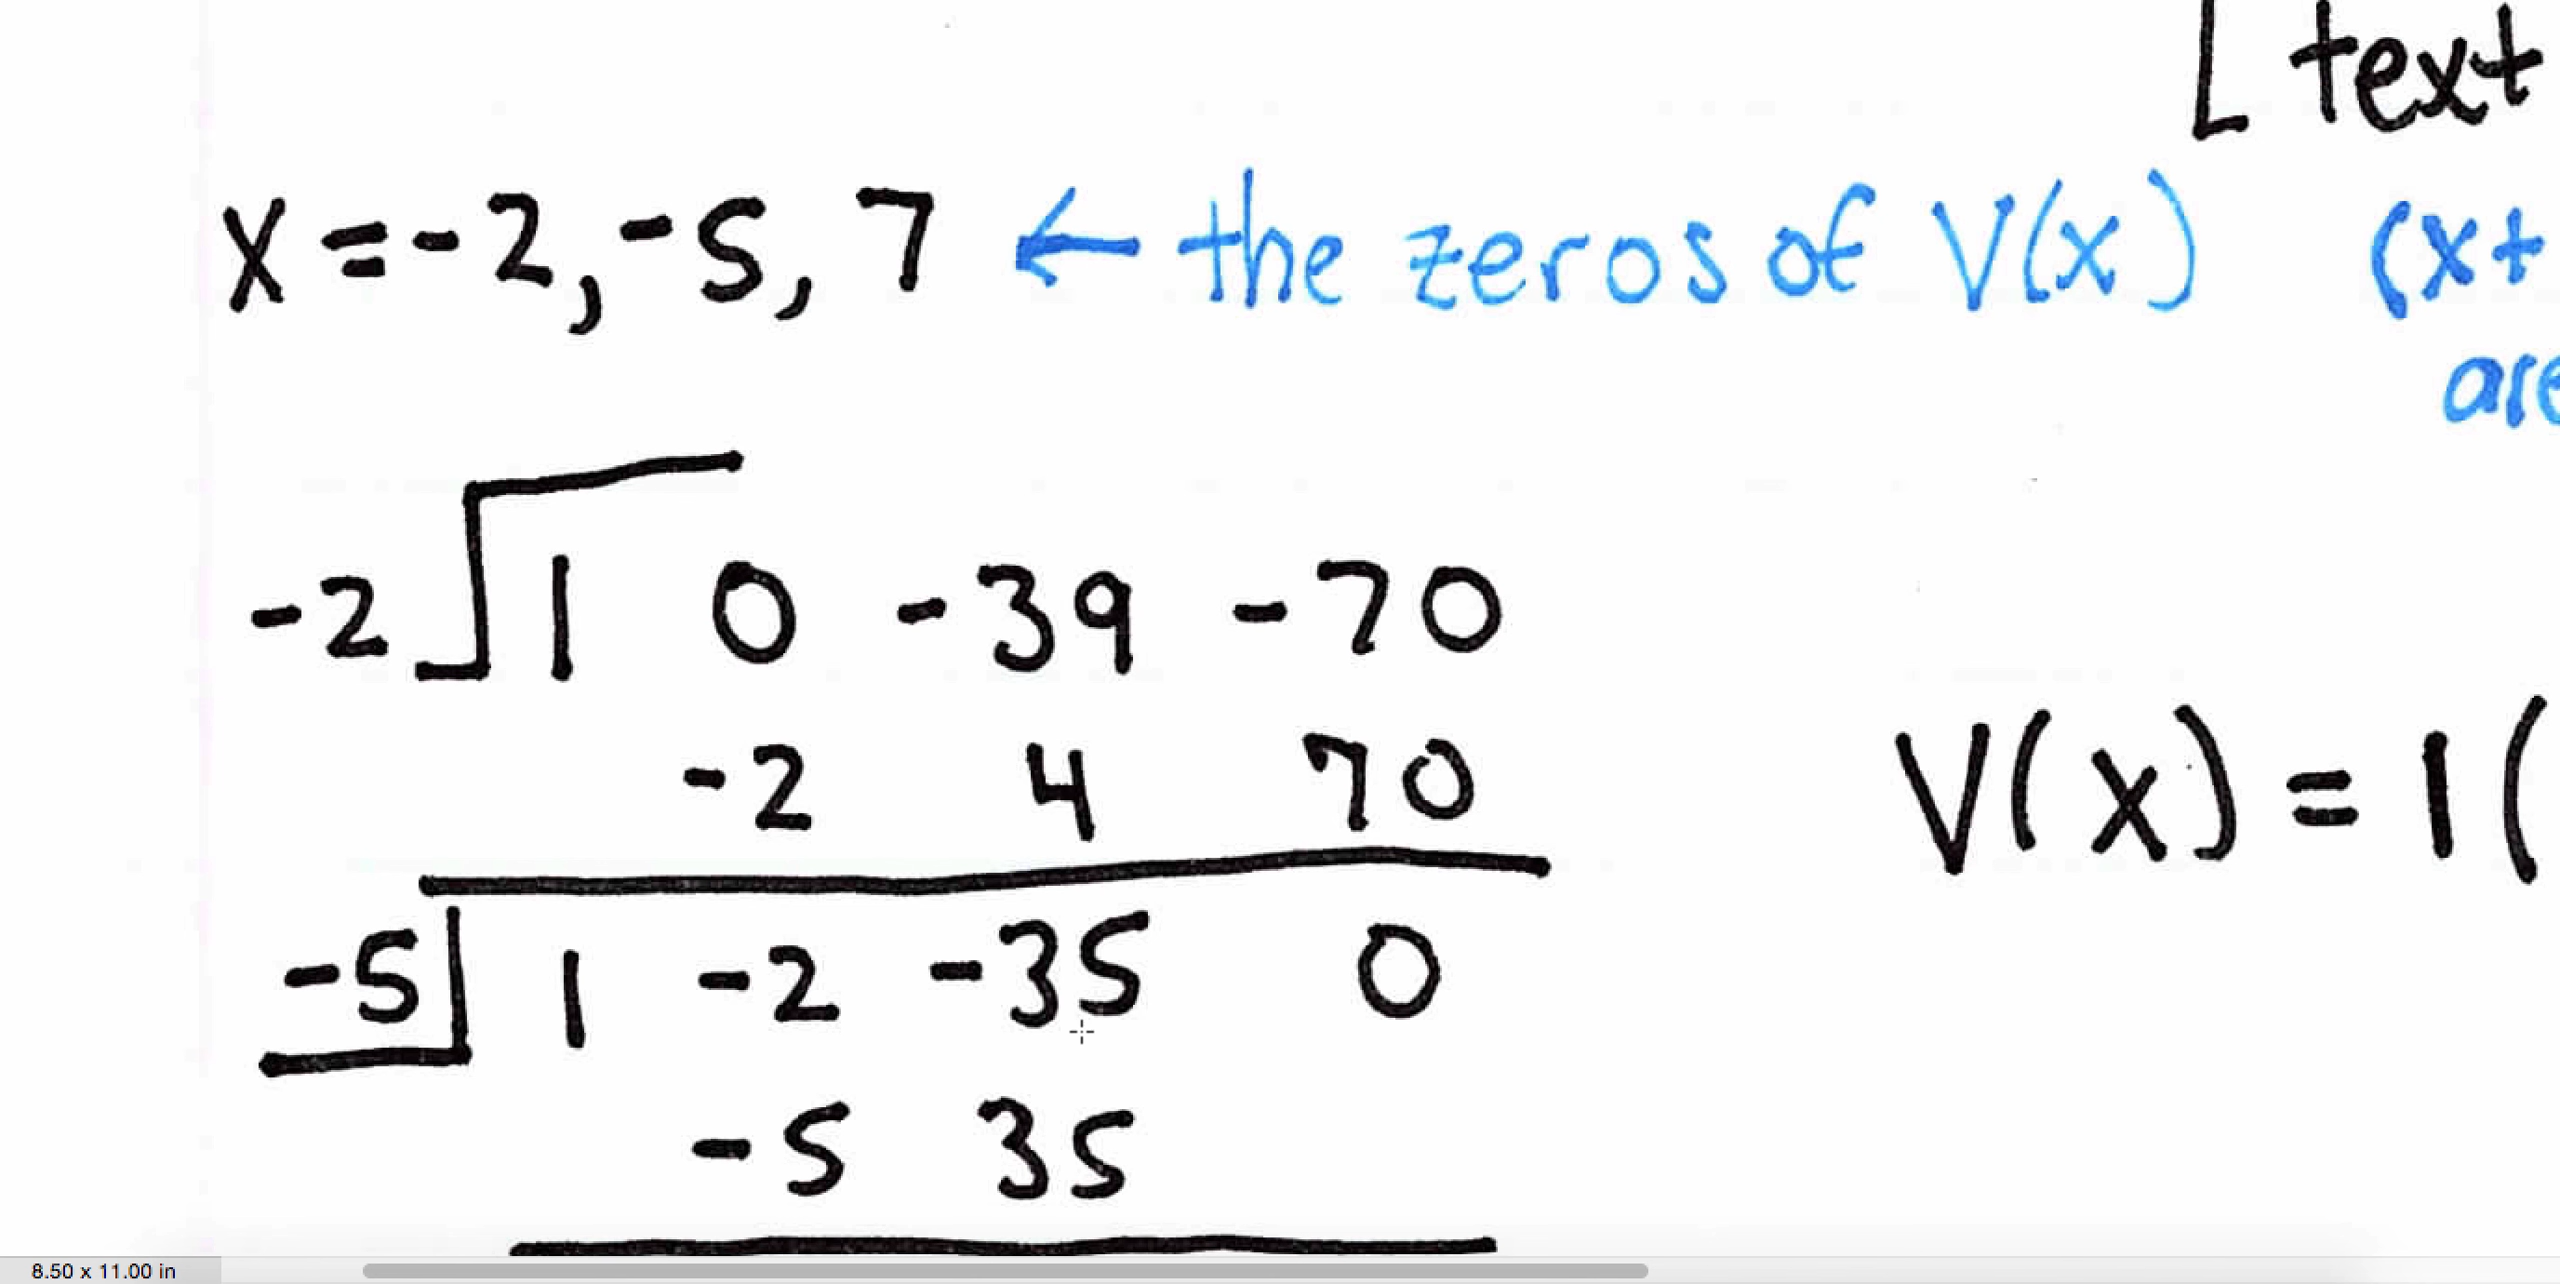 [ text
x = -2, -5, 7 ← the zeros of V(x) (x+
are
-2 1 0 -39 -70
-2 4 70
V(x) = 1(
-5 1 -2 -35 0
-5 35
8.50 x 11.00 in